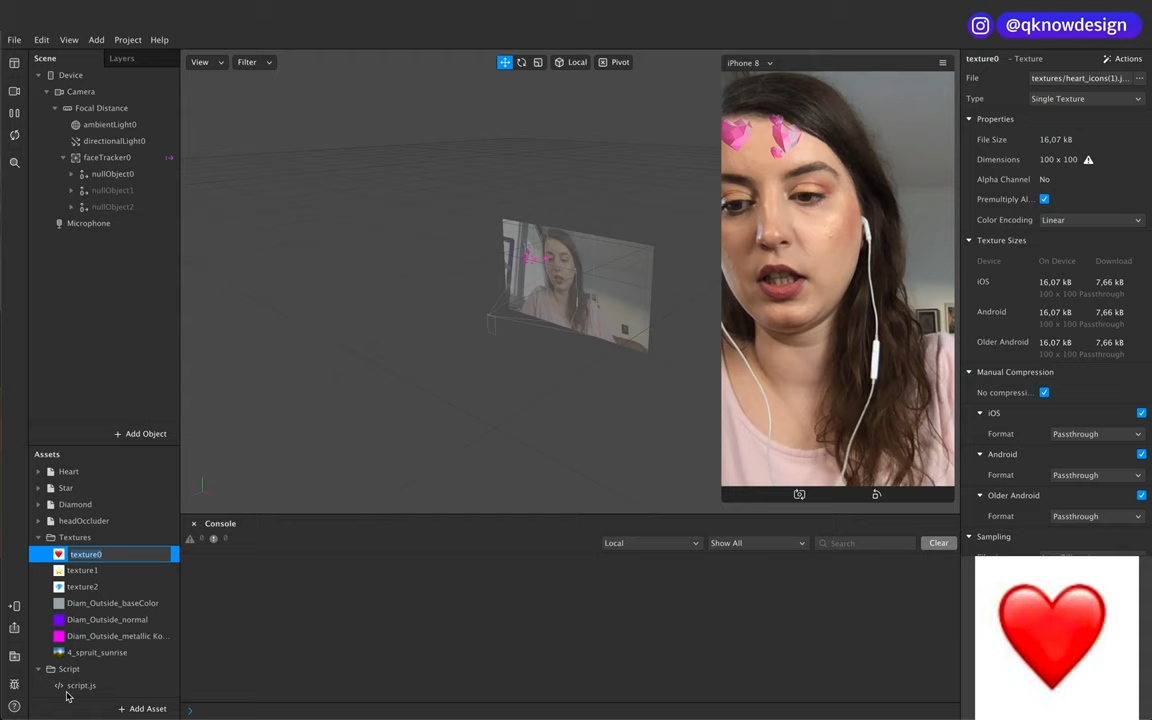 @qknowdesign
File Edit View Add Project Help
Scene Layers
Device
Camera
Focal Distance
ambientLight0
directionalLight0
faceTracker0
nullObject0
nullObject1
nullObject2
Microphone
+ Add Object
Assets
Heart
Star
Diamond
headOccluder
Textures
texture0
texture1
texture2
Diam_Outside_baseColor
Diam_Outside_normal
Diam_Outside_metallic Ko...
4_spruit_sunrise
Script
script.js
+ Add Asset
View Filter Local Pivot
iPhone 8
Console
0 0 Local Show All Search Clear
texture0 - Texture Actions
File textures/heart_icons(1).j... ...
Type Single Texture
Properties
File Size 16,07 kB
Dimensions 100 x 100
Alpha Channel No
Premultiply Al...
Color Encoding Linear
Texture Sizes
Device On Device Download
iOS 16,07 kB 7,66 kB
100 x 100 Passthrough
Android 16,07 kB 7,66 kB
100 x 100 Passthrough
Older Android 16,07 kB 7,66 kB
100 x 100 Passthrough
Manual Compression
No compressi...
iOS
Format Passthrough
Android
Format Passthrough
Older Android
Format Passthrough
Sampling